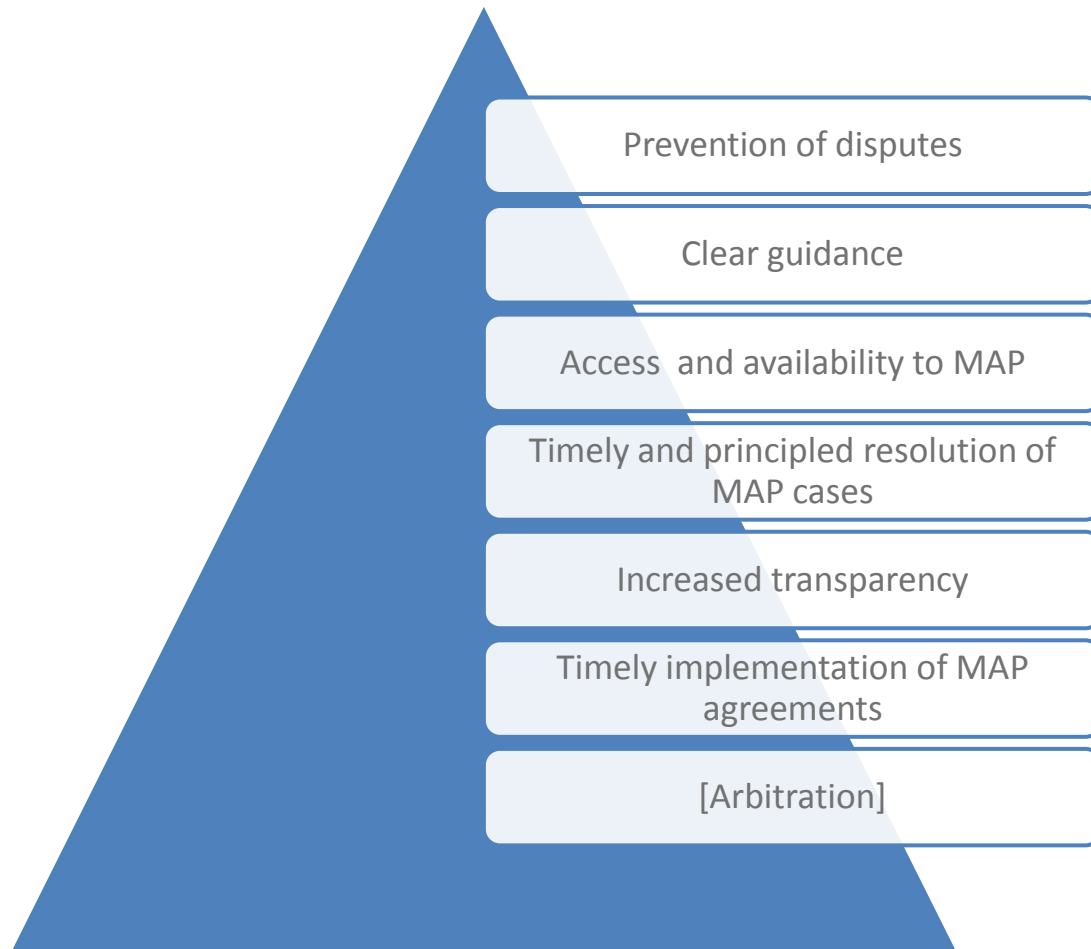 Prevention of disputes
Clear guidance
Access  and availability to MAP
Timely and principled resolution of
MAP cases
Increased transparency
Timely implementation of MAP
agreements
[Arbitration]